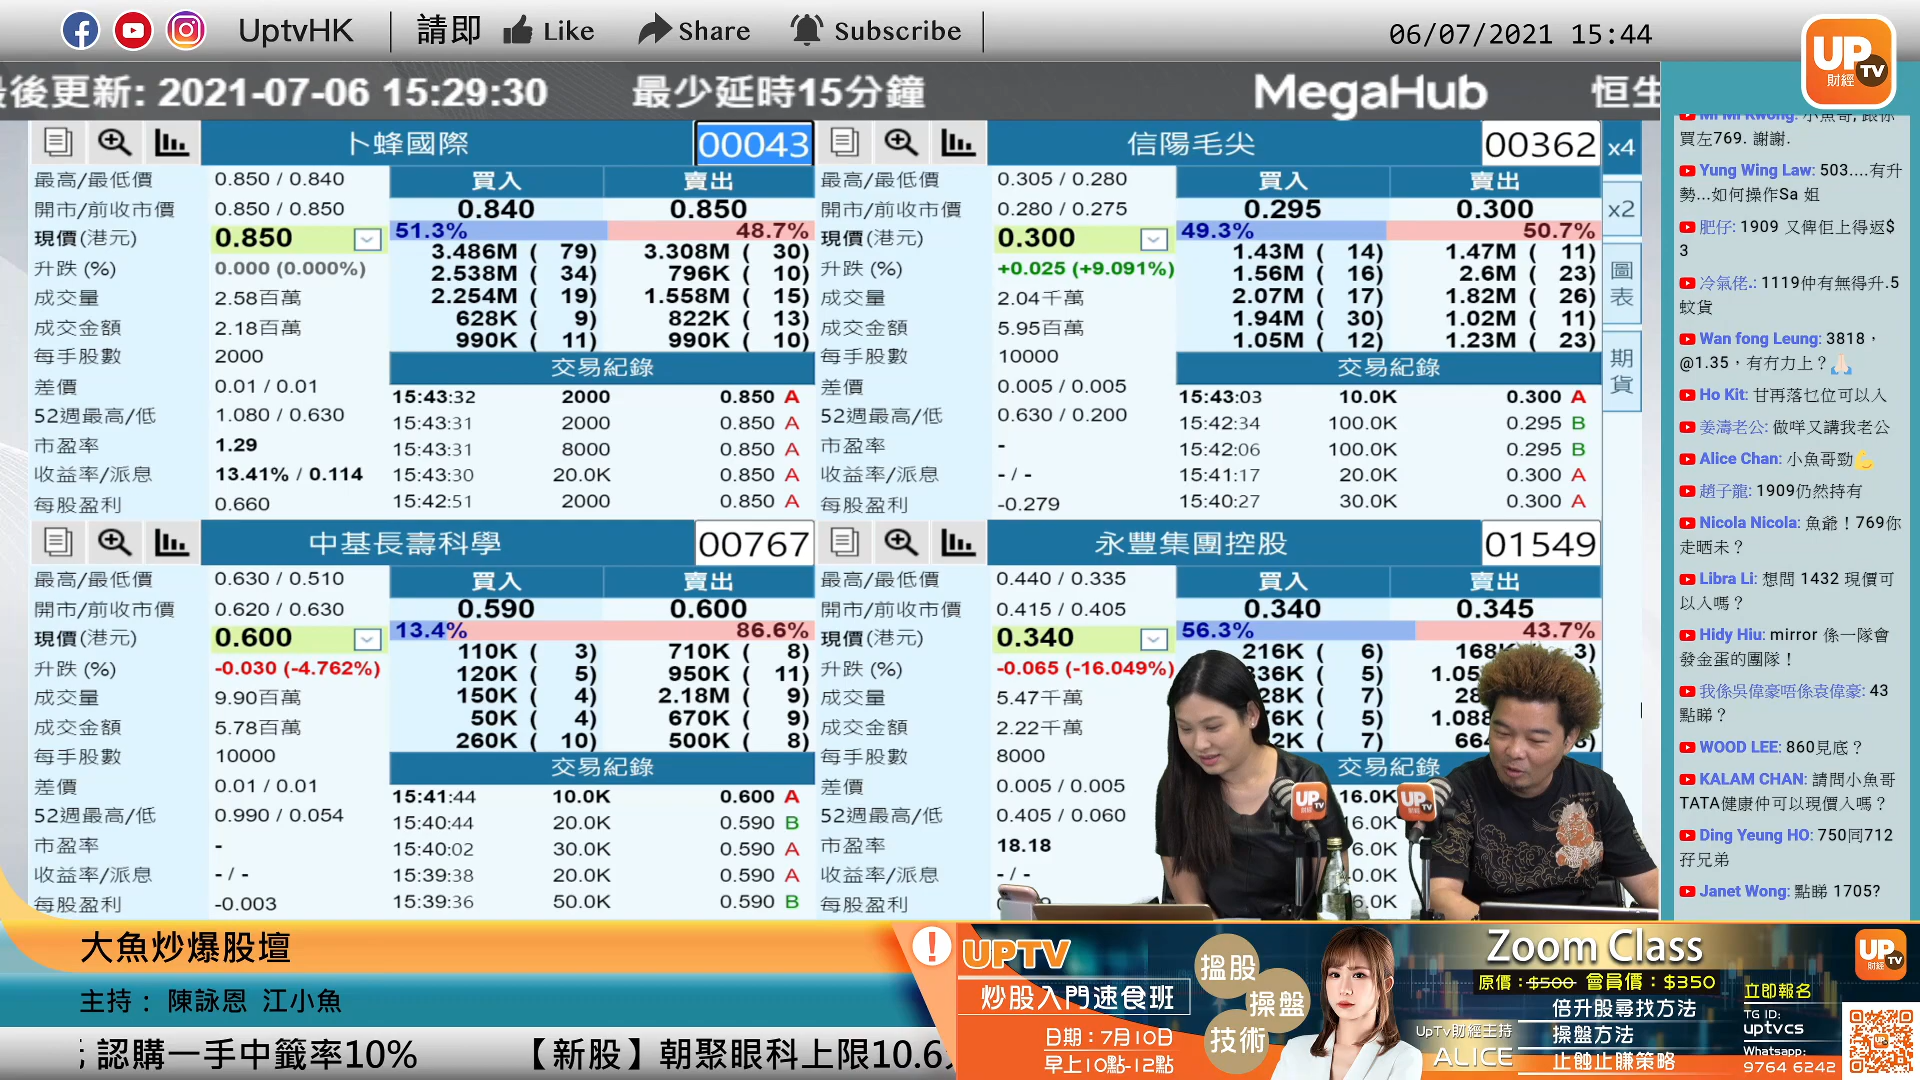 UptvHK
請即
Like
Share
Subscribe
06/07/2021 15:44
UP TV
財經
後更新: 2021-07-06 15:29:30
最少延時15分鐘
MegaHub
恒生
卜蜂國際 00043
最高/最低價 0.850 / 0.840
開市/前收市價 0.850 / 0.850
現價(港元) 0.850
升跌 (%) 0.000 (0.000%)
成交量 2.58百萬
成交金額 2.18百萬
每手股數 2000
差價 0.01 / 0.01
52週最高/低 1.080 / 0.630
市盈率 1.29
收益率/派息 13.41% / 0.114
每股盈利 0.660
買入 賣出
0.840 0.850
51.3% 48.7%
3.486M ( 79) 3.308M ( 30)
2.538M ( 34) 796K ( 10)
2.254M ( 19) 1.558M ( 15)
628K ( 9) 822K ( 13)
990K ( 11) 990K ( 10)
交易紀錄
15:43:32 2000 0.850 A
15:43:31 2000 0.850 A
15:43:31 8000 0.850 A
15:43:30 20.0K 0.850 A
15:42:51 2000 0.850 A
信陽毛尖 00362
最高/最低價 0.305 / 0.280
開市/前收市價 0.280 / 0.275
現價(港元) 0.300
升跌 (%) +0.025 (+9.091%)
成交量 2.04千萬
成交金額 5.95百萬
每手股數 10000
差價 0.005 / 0.005
52週最高/低 0.630 / 0.200
市盈率 -
收益率/派息 - / -
每股盈利 -0.279
買入 賣出
0.295 0.300
49.3% 50.7%
1.43M ( 14) 1.47M ( 11)
1.56M ( 16) 2.6M ( 23)
2.07M ( 17) 1.82M ( 26)
1.94M ( 30) 1.02M ( 11)
1.05M ( 12) 1.23M ( 23)
交易紀錄
15:43:03 10.0K 0.300 A
15:42:34 100.0K 0.295 B
15:42:06 100.0K 0.295 B
15:41:17 20.0K 0.300 A
15:40:27 30.0K 0.300 A
x4
x2
圖表
期貨
中基長壽科學 00767
最高/最低價 0.630 / 0.510
開市/前收市價 0.620 / 0.630
現價(港元) 0.600
升跌 (%) -0.030 (-4.762%)
成交量 9.90百萬
成交金額 5.78百萬
每手股數 10000
差價 0.01 / 0.01
52週最高/低 0.990 / 0.054
市盈率 -
收益率/派息 - / -
每股盈利 -0.003
買入 賣出
0.590 0.600
13.4% 86.6%
110K ( 3) 710K ( 8)
120K ( 5) 950K ( 11)
150K ( 4) 2.18M ( 9)
50K ( 4) 670K ( 9)
260K ( 10) 500K ( 8)
交易紀錄
15:41:44 10.0K 0.600 A
15:40:44 20.0K 0.590 B
15:40:02 30.0K 0.590 A
15:39:38 20.0K 0.590 A
15:39:36 50.0K 0.590 B
永豐集團控股 01549
最高/最低價 0.440 / 0.335
開市/前收市價 0.415 / 0.405
現價(港元) 0.340
升跌 (%) -0.065 (-16.049%)
成交量 5.47千萬
成交金額 2.22千萬
每手股數 8000
差價 0.005 / 0.005
52週最高/低 0.405 / 0.060
市盈率 18.18
收益率/派息 - / -
每股盈利
買入 賣出
0.340 0.345
56.3% 43.7%
216K ( 6) 168K 3)
336K ( 5) 1.05
28K ( 7) 28
76K ( 5) 1.088
2K ( 7) 664 8)
交易紀錄
16.0K
16.0K
6.0K
0.0K
6.0K
Mi Mi Kwong: 小魚哥, 跟你
買左769. 謝謝.
Yung Wing Law: 503....有升
勢...如何操作Sa 姐
肥仔: 1909 又俾佢上得返$
3
冷氣佬.: 1119仲有無得升.5
蚊貨
Wan fong Leung: 3818，
@1.35，有冇力上？🙏🏻
Ho Kit: 甘再落乜位可以入
姜濤老公: 做咩又講我老公
Alice Chan: 小魚哥勁💪
趙子龍: 1909仍然持有
Nicola Nicola: 魚爺！769你
走晒未？
Libra Li: 想問 1432 現價可
以入嗎？
Hidy Hiu: mirror 係一隊會
發金蛋的團隊！
我係吳偉豪唔係袁偉豪: 43
點睇？
WOOD LEE: 860見底？
KALAM CHAN: 請問小魚哥
TATA健康仲可以現價入嗎？
Ding Yeung HO: 750同712
孖兄弟
Janet Wong: 點睇 1705?
大魚炒爆股壇
主持： 陳詠恩 江小魚
認購一手中籤率10%
【新股】朝聚眼科上限10.6
UPTV
炒股入門速食班
日期：7月10日
早上10點-12點
搵股
操盤
技術
Zoom Class
原價：$500 會員價：$350
倍升股尋找方法
操盤方法
止蝕止賺策略
UpTV財經主持
ALICE
UP TV
財經
立即報名
TG ID:
uptvcs
Whatsapp:
9764 6242